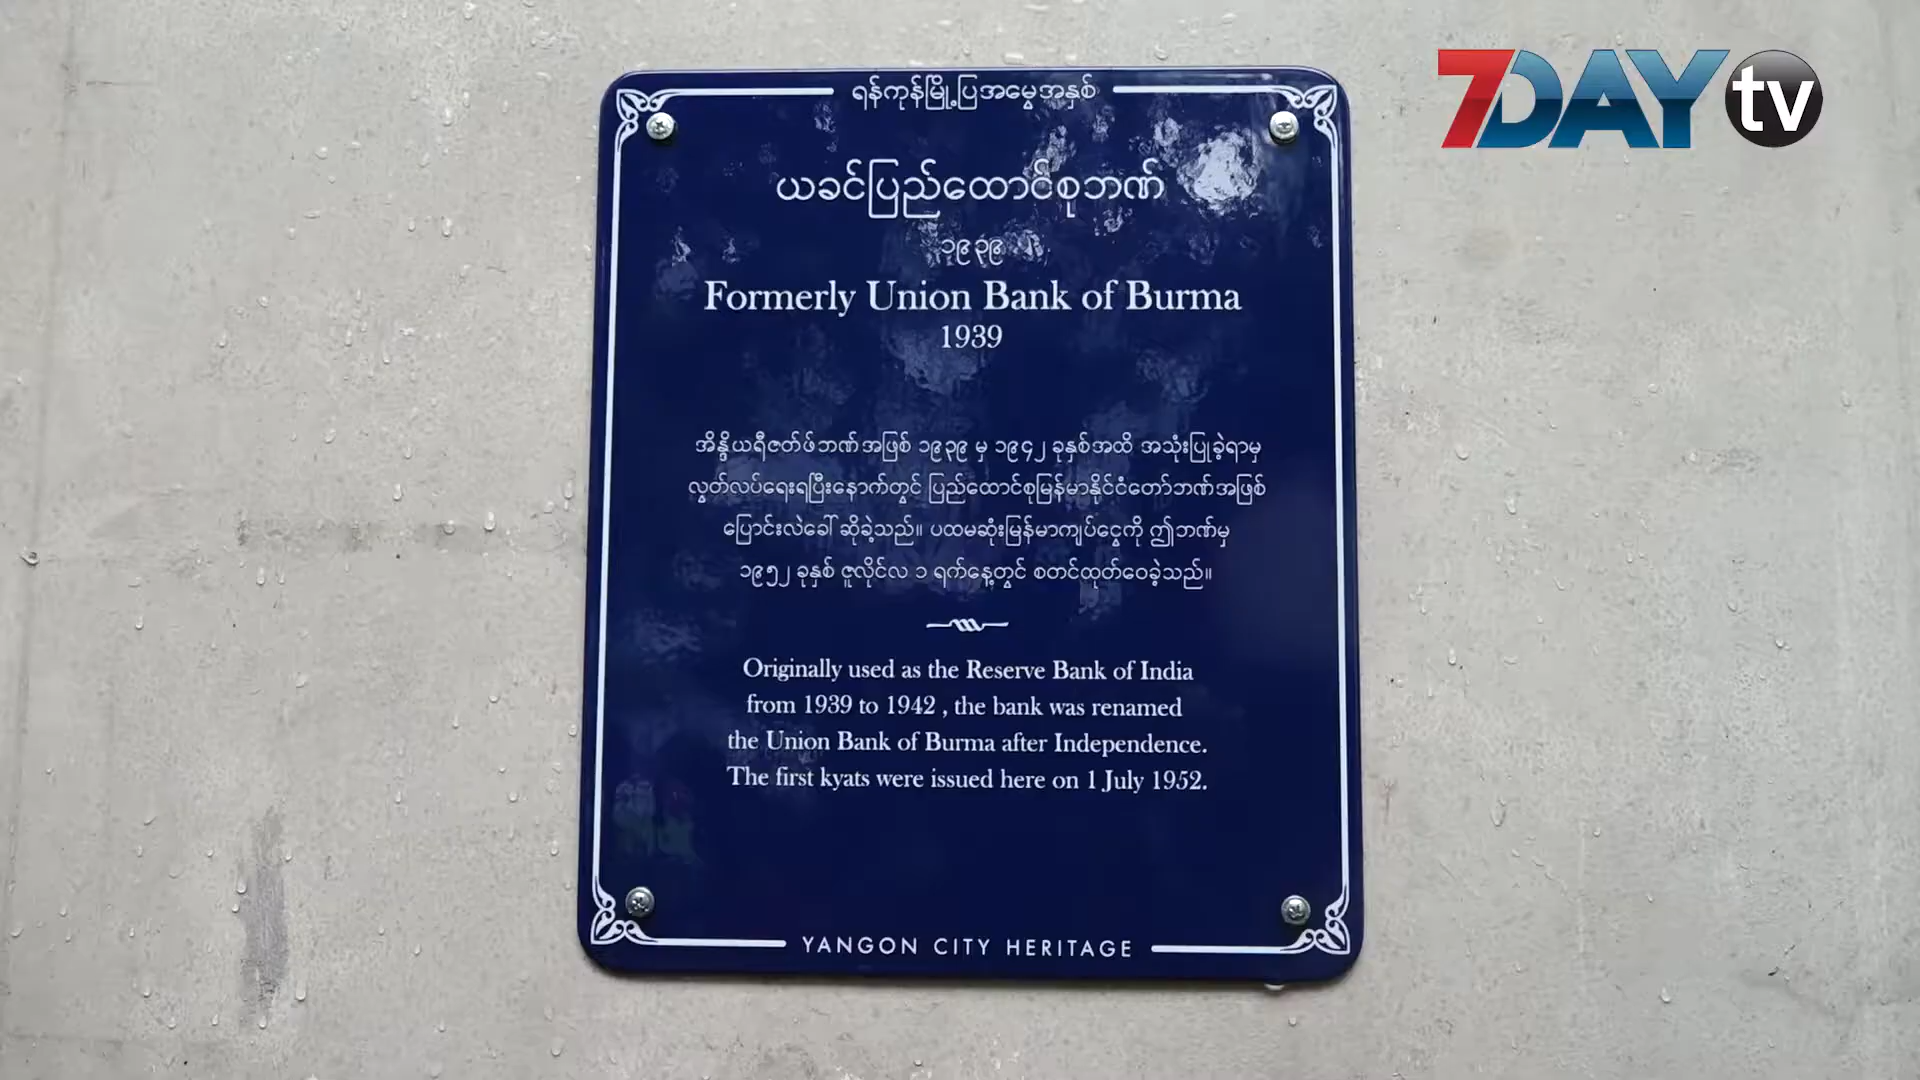 7DAY tv
ရန်ကုန်မြို့ပြအမွေအနှစ်
ယခင်ပြည်ထောင်စုဘဏ်
၁၉၃၉
Formerly Union Bank of Burma
1939
အိန္ဒိယရီဇတ်ဖ်ဘဏ်အဖြစ် ၁၉၃၉ မှ ၁၉၄၂ ခုနှစ်အထိ အသုံးပြုခဲ့ရာမှ
လွတ်လပ်ရေးရပြီးနောက်တွင် ပြည်ထောင်စုမြန်မာနိုင်ငံတော်ဘဏ်အဖြစ်
ပြောင်းလဲခေါ် ဆိုခဲ့သည်။ ပထမဆုံးမြန်မာကျပ်ငွေကို ဤဘဏ်မှ
၁၉၅၂ ခုနှစ် ဇူလိုင်လ ၁ ရက်နေ့တွင် စတင်ထုတ်ဝေခဲ့သည်။
Originally used as the Reserve Bank of India
from 1939 to 1942 , the bank was renamed
the Union Bank of Burma after Independence.
The first kyats were issued here on 1 July 1952.
YANGON CITY HERITAGE